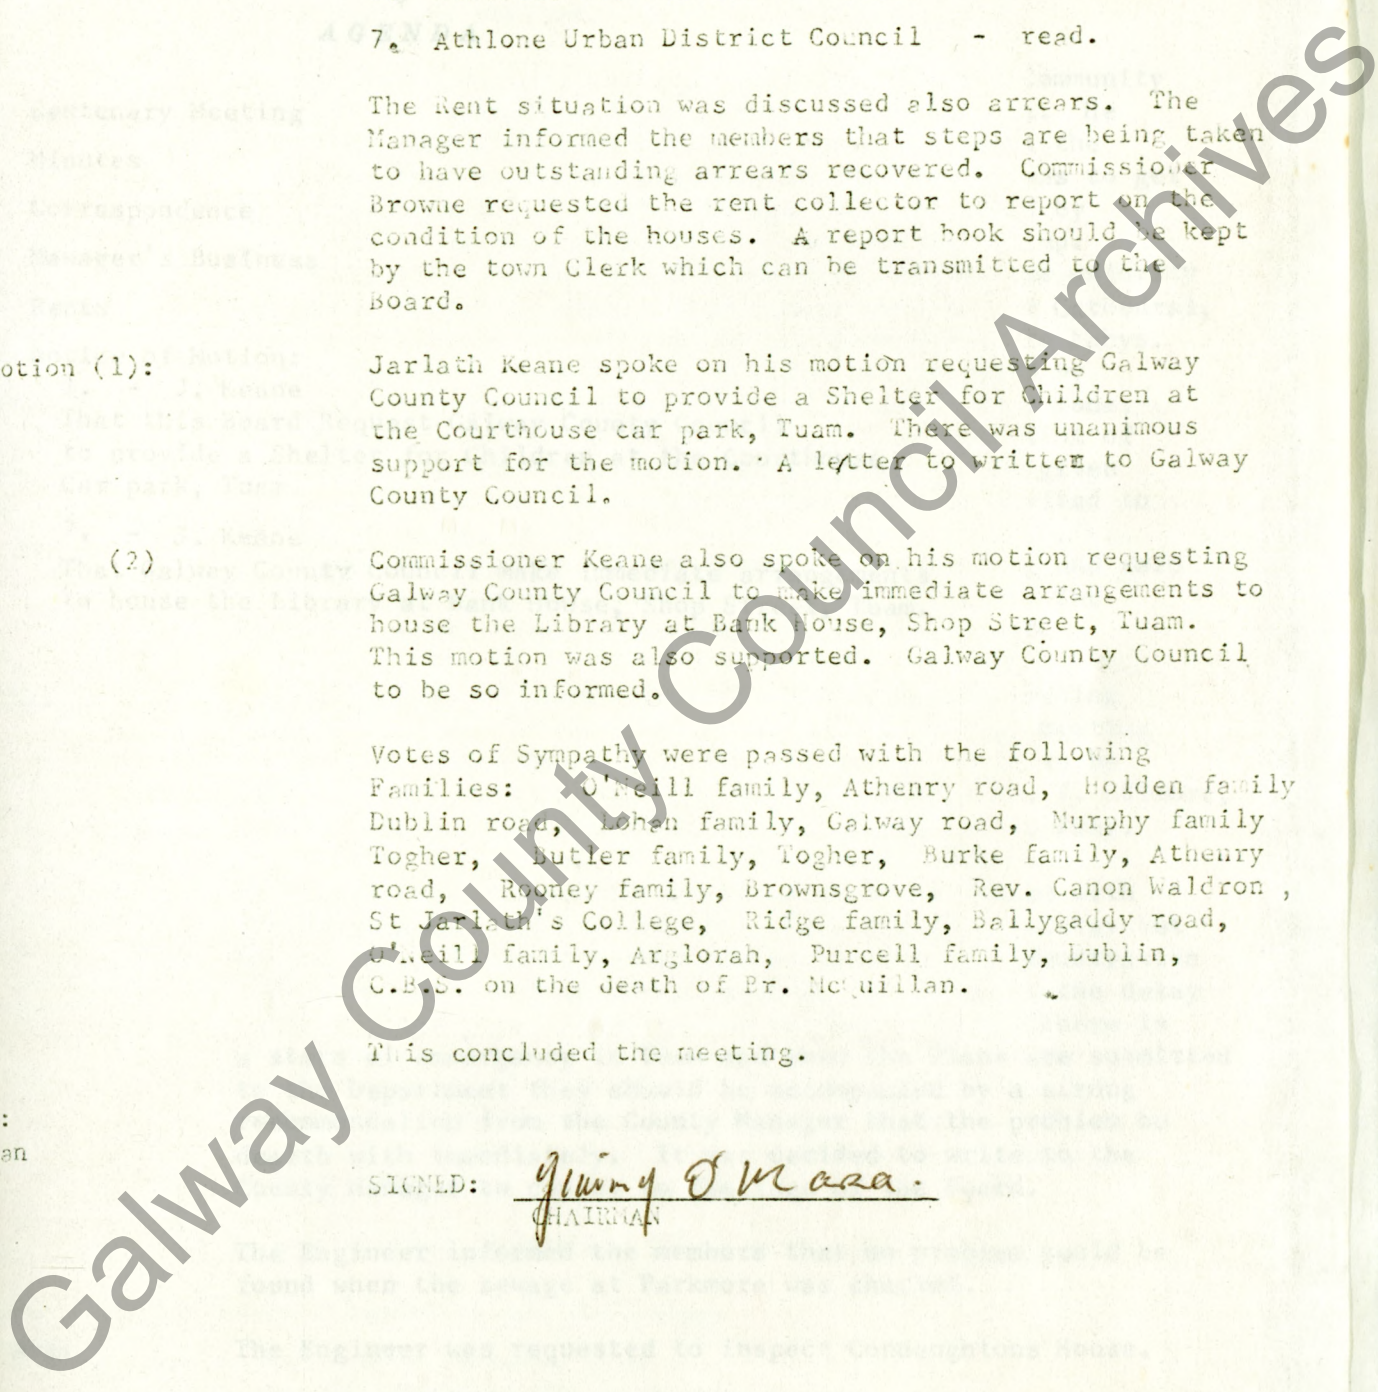 7. Athlone Urban District Council - read.
The Rent situation was discussed also arrears. The
Manager informed the members that steps are being taken
to have outstanding arrears recovered. Commissioner
Browne requested the rent collector to report on the
condition of the houses. A report book should be kept
by the town Clerk which can be transmitted to the
Board.
otion (1): Jarlath Keane spoke on his motion requesting Galway
County Council to provide a Shelter for Children at
the Courthouse car park, Tuam. There was unanimous
support for the motion. A letter to written to Galway
County Council.
(2) Commissioner Keane also spoke on his motion requesting
Galway County Council to make immediate arrangements to
house the Library at Bank House, Shop Street, Tuam.
This motion was also supported. Galway County Council
to be so informed.
Votes of Sympathy were passed with the following
Families: O'Neill family, Athenry road, Holden family
Dublin road, Lohan family, Galway road, Murphy family
Togher, Butler family, Togher, Burke family, Athenry
road, Rooney family, Brownsgrove, Rev. Canon Waldron ,
St Jarlath's College, Ridge family, Ballygaddy road,
O'Neill family, Arglorah, Purcell family, Dublin,
C.B.S. on the death of Br. McQuillan.
This concluded the meeting.
:
an
SIGNED: Jimmy O'Mara.
CHAIRMAN
Galway County Council Archives